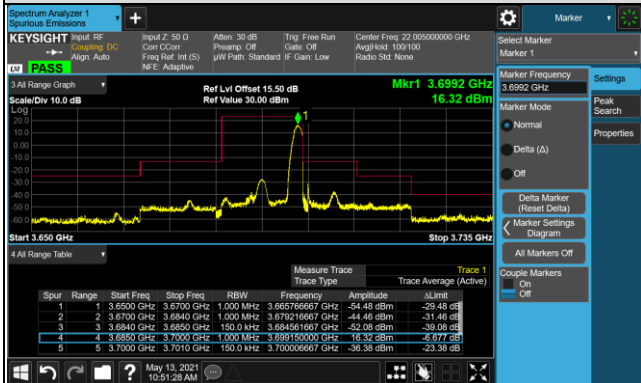 Spectrum Analyzer 1
Spurious Emissions
+
Marker
KEYSIGHT
Input: RF
Coupling: DC
Align: Auto
Input Z: 50 Ω
Corr CCorr
Freq Ref: Int (S)
NFE: Adaptive
Atten: 30 dB
Preamp: Off
µW Path: Standard
Trig: Free Run
Gate: Off
IF Gain: Low
Center Freq: 22.005000000 GHz
Avg|Hold: 100/100
Radio Std: None
LXI
PASS
3 All Range Graph
Scale/Div 10.0 dB
Ref Lvl Offset 15.50 dB
Ref Value 30.00 dBm
Mkr1 3.6992 GHz
16.32 dBm
Log
20.0
10.0
0.00
-10.0
-20.0
-30.0
-40.0
-50.0
-60.0
1
Start 3.650 GHz
Stop 3.735 GHz
4 All Range Table
Measure Trace Trace 1
Trace Type Trace Average (Active)
Spur Range Start Freq Stop Freq RBW Frequency Amplitude ΔLimit
1 1 3.6500 GHz 3.6700 GHz 1.000 MHz 3.665766667 GHz -54.48 dBm -29.48 dB
2 2 3.6700 GHz 3.6840 GHz 1.000 MHz 3.679216667 GHz -44.46 dBm -31.46 dB
3 3 3.6840 GHz 3.6850 GHz 150.0 kHz 3.684561667 GHz -52.08 dBm -39.08 dB
4 4 3.6850 GHz 3.7000 GHz 1.000 MHz 3.699150000 GHz 16.32 dBm -6.677 dB
5 5 3.7000 GHz 3.7010 GHz 150.0 kHz 3.700006667 GHz -36.38 dBm -23.38 dB
Select Marker
Marker 1
Marker Frequency
3.6992 GHz
Marker Mode
Normal
Delta (Δ)
Off
Delta Marker
(Reset Delta)
Marker Settings
Diagram
All Markers Off
Couple Markers
On
Off
Settings
Peak
Search
Properties
?
May 13, 2021
10:51:28 AM